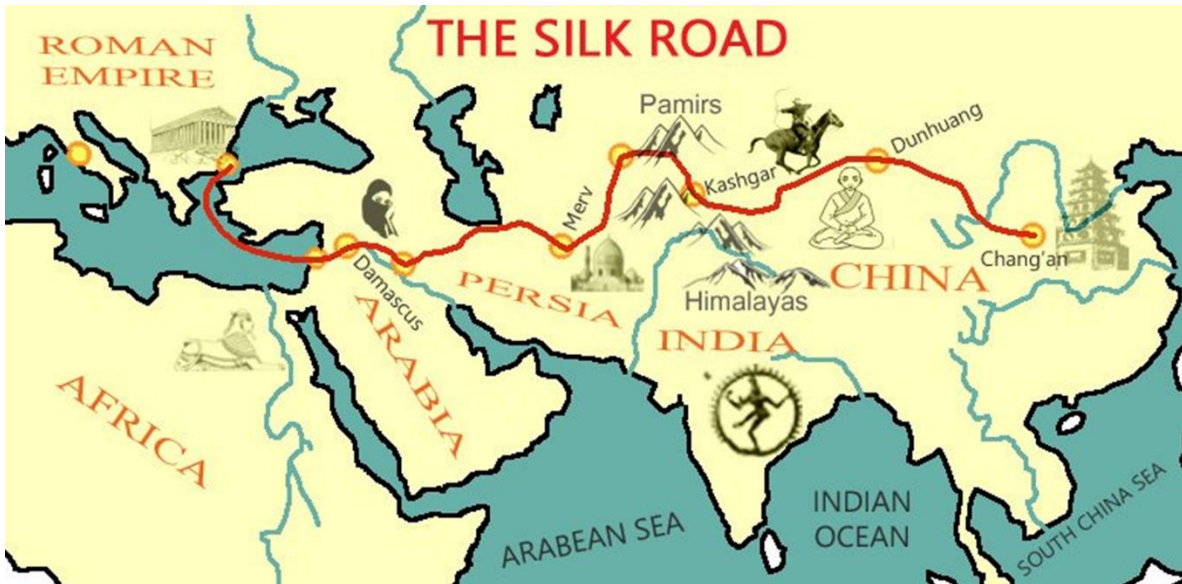 THE SILK ROAD
ROMAN
EMPIRE
Pamirs
Dunhuang
Kashgar
Merv
Chang'an
Damascus
CHINA
PERSIA
Himalayas
ARABIA
INDIA
AFRICA
ARABEAN SEA
INDIAN
OCEAN
SOUTH CHINA SEA